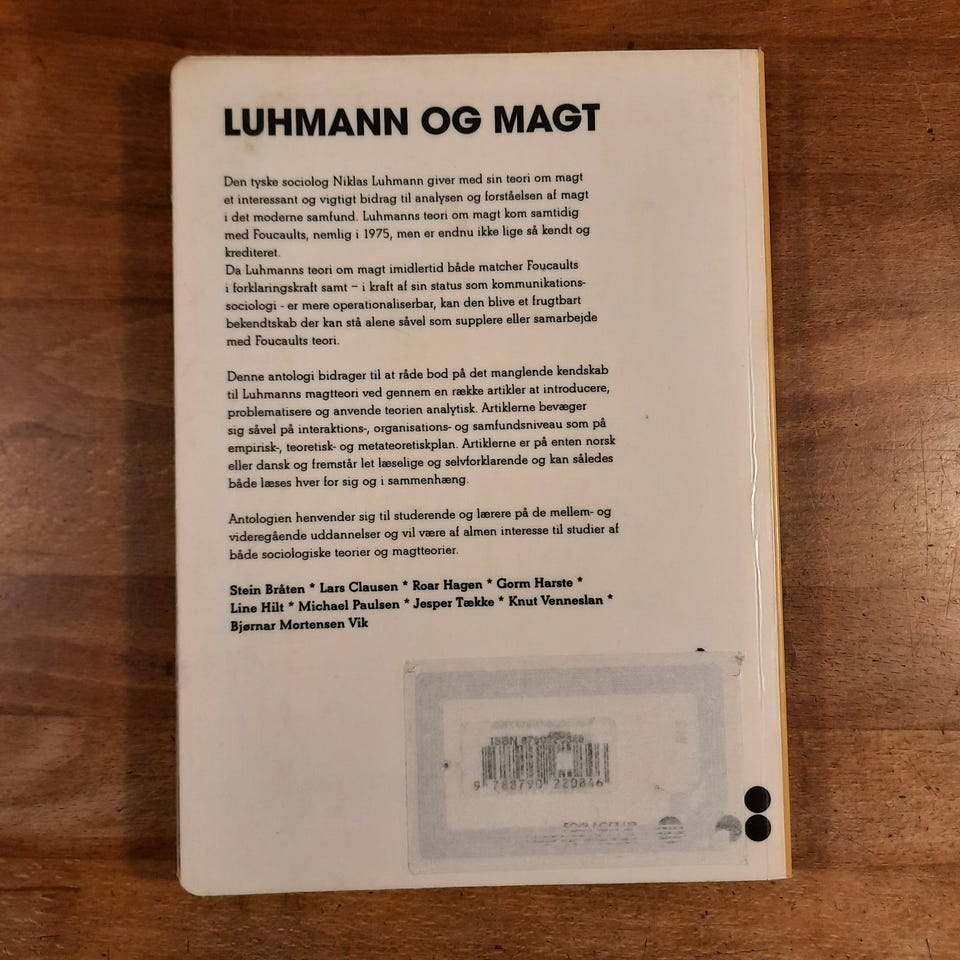 LUHMANN OG MAGT
Den tyske sociolog Niklas Luhmann giver med sin teori om magt
et interessant og vigtigt bidrag til analysen og forståelsen af magt
i det moderne samfund. Luhmanns teori om magt kom samtidig
med Foucaults, nemlig i 1975, men er endnu ikke lige så kendt og
krediteret.
Da Luhmanns teori om magt imidlertid både matcher Foucaults
i forklaringskraft samt – i kraft af sin status som kommunikations-
sociologi - er mere operationaliserbar, kan den blive et frugtbart
bekendtskab der kan stå alene såvel som supplere eller samarbejde
med Foucaults teori.
Denne antologi bidrager til at råde bod på det manglende kendskab
til Luhmanns magtteori ved gennem en række artikler at introducere,
problematisere og anvende teorien analytisk. Artiklerne bevæger
sig såvel på interaktions-, organisations- og samfundsniveau som på
empirisk-, teoretisk- og metateoretiskplan. Artiklerne er på enten norsk
eller dansk og fremstår let læselige og selvforklarende og kan således
både læses hver for sig og i sammenhæng.
Antologien henvender sig til studerende og lærere på de mellem- og
videregående uddannelser og vil være af almen interesse til studier af
både sociologiske teorier og magtteorier.
Stein Bråten * Lars Clausen * Roar Hagen * Gorm Harste *
Line Hilt * Michael Paulsen * Jesper Tække * Knut Venneslan *
Bjørnar Mortensen Vik
ISBN
9 788790 220846